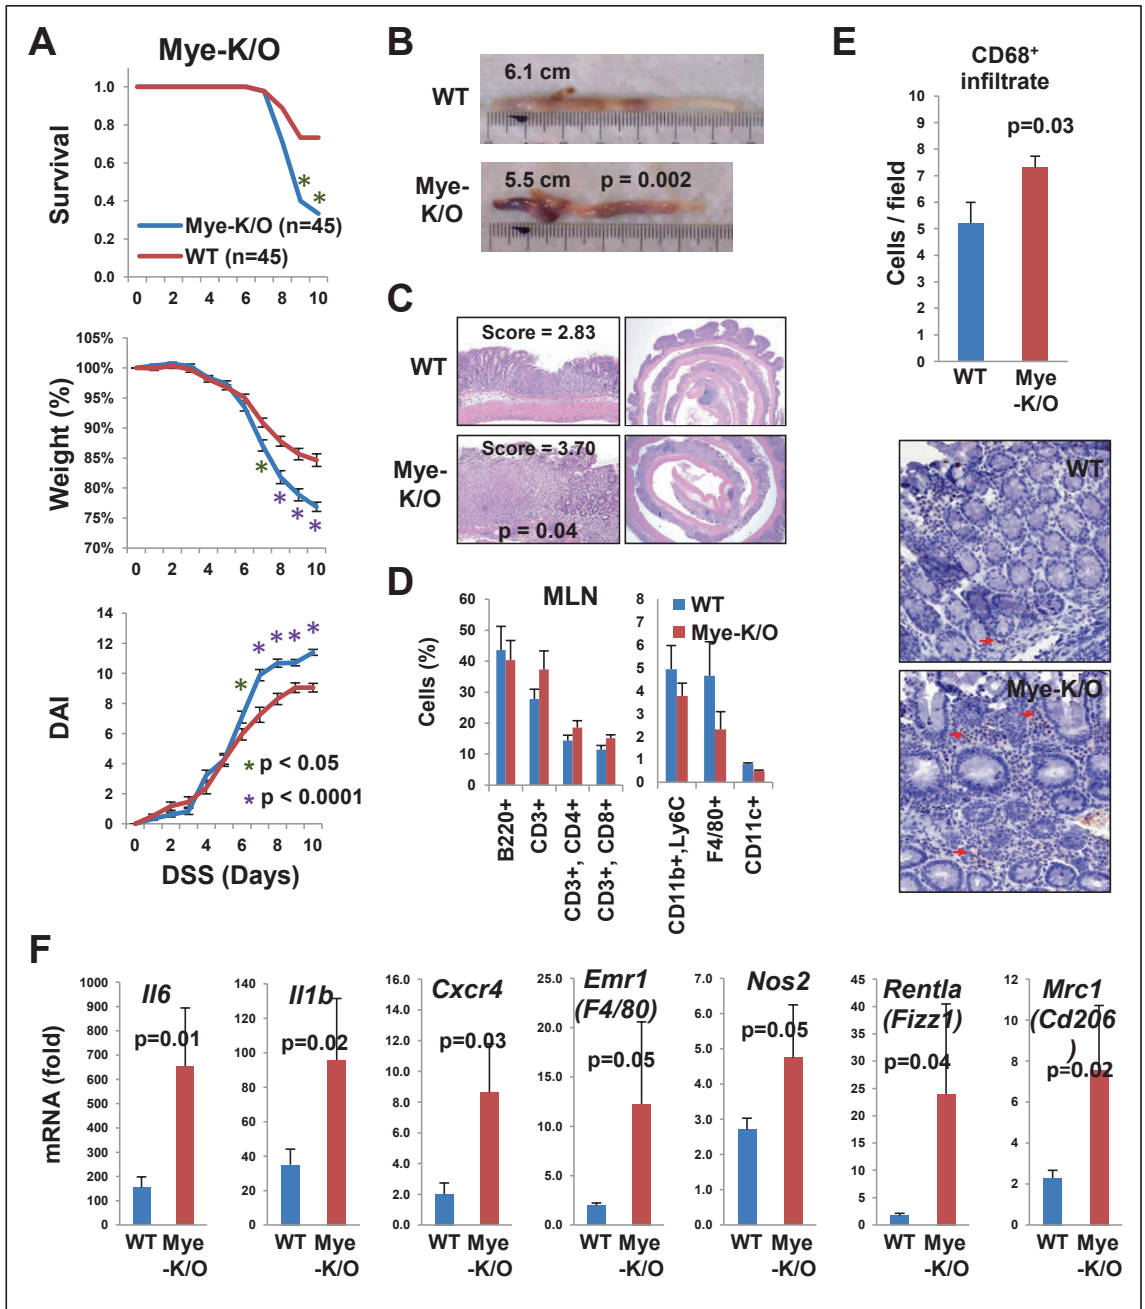 A
Mye-K/O
Survival
1.0
0.8
0.6
0.4
0.2
0.0
*
*
Mye-K/O (n=45)
WT (n=45)
0 2 4 6 8 10
Weight (%)
105%
100%
95%
90%
85%
80%
75%
70%
*
*
*
*
0 2 4 6 8 10
DAI
14
12
10
8
6
4
2
0
* * * * *
* p < 0.05
* p < 0.0001
0 2 4 6 8 10
DSS (Days)
B
WT
6.1 cm
Mye-
K/O
5.5 cm p = 0.002
C
WT
Score = 2.83
Mye-
K/O
Score = 3.70
p = 0.04
D
MLN
Cells (%)
60
50
40
30
20
10
0
B220+
CD3+
CD3+, CD4+
CD3+, CD8+
8
7
6
5
4
3
2
1
0
WT
Mye-K/O
CD11b+,Ly6C
F4/80+
CD11c+
E
CD68+
infiltrate
p=0.03
Cells / field
10
9
8
7
6
5
4
3
2
1
0
WT Mye
-K/O
WT
Mye-K/O
F
mRNA (fold)
1000
900
800
700
600
500
400
300
200
100
0
Il6
p=0.01
WT Mye
-K/O
140
120
100
80
60
40
20
0
Il1b
p=0.02
WT Mye
-K/O
16.0
14.0
12.0
10.0
8.0
6.0
4.0
2.0
0.0
Cxcr4
p=0.03
WT Mye
-K/O
25.0
20.0
15.0
10.0
5.0
0.0
Emr1
(F4/80)
p=0.05
WT Mye
-K/O
7.0
6.0
5.0
4.0
3.0
2.0
1.0
0.0
Nos2
p=0.05
WT Mye
-K/O
45
40
35
30
25
20
15
10
5
0
Rentla
(Fizz1)
p=0.04
WT Mye
-K/O
12
10
8
6
4
2
0
Mrc1
(Cd206
)
p=0.02
WT Mye
-K/O